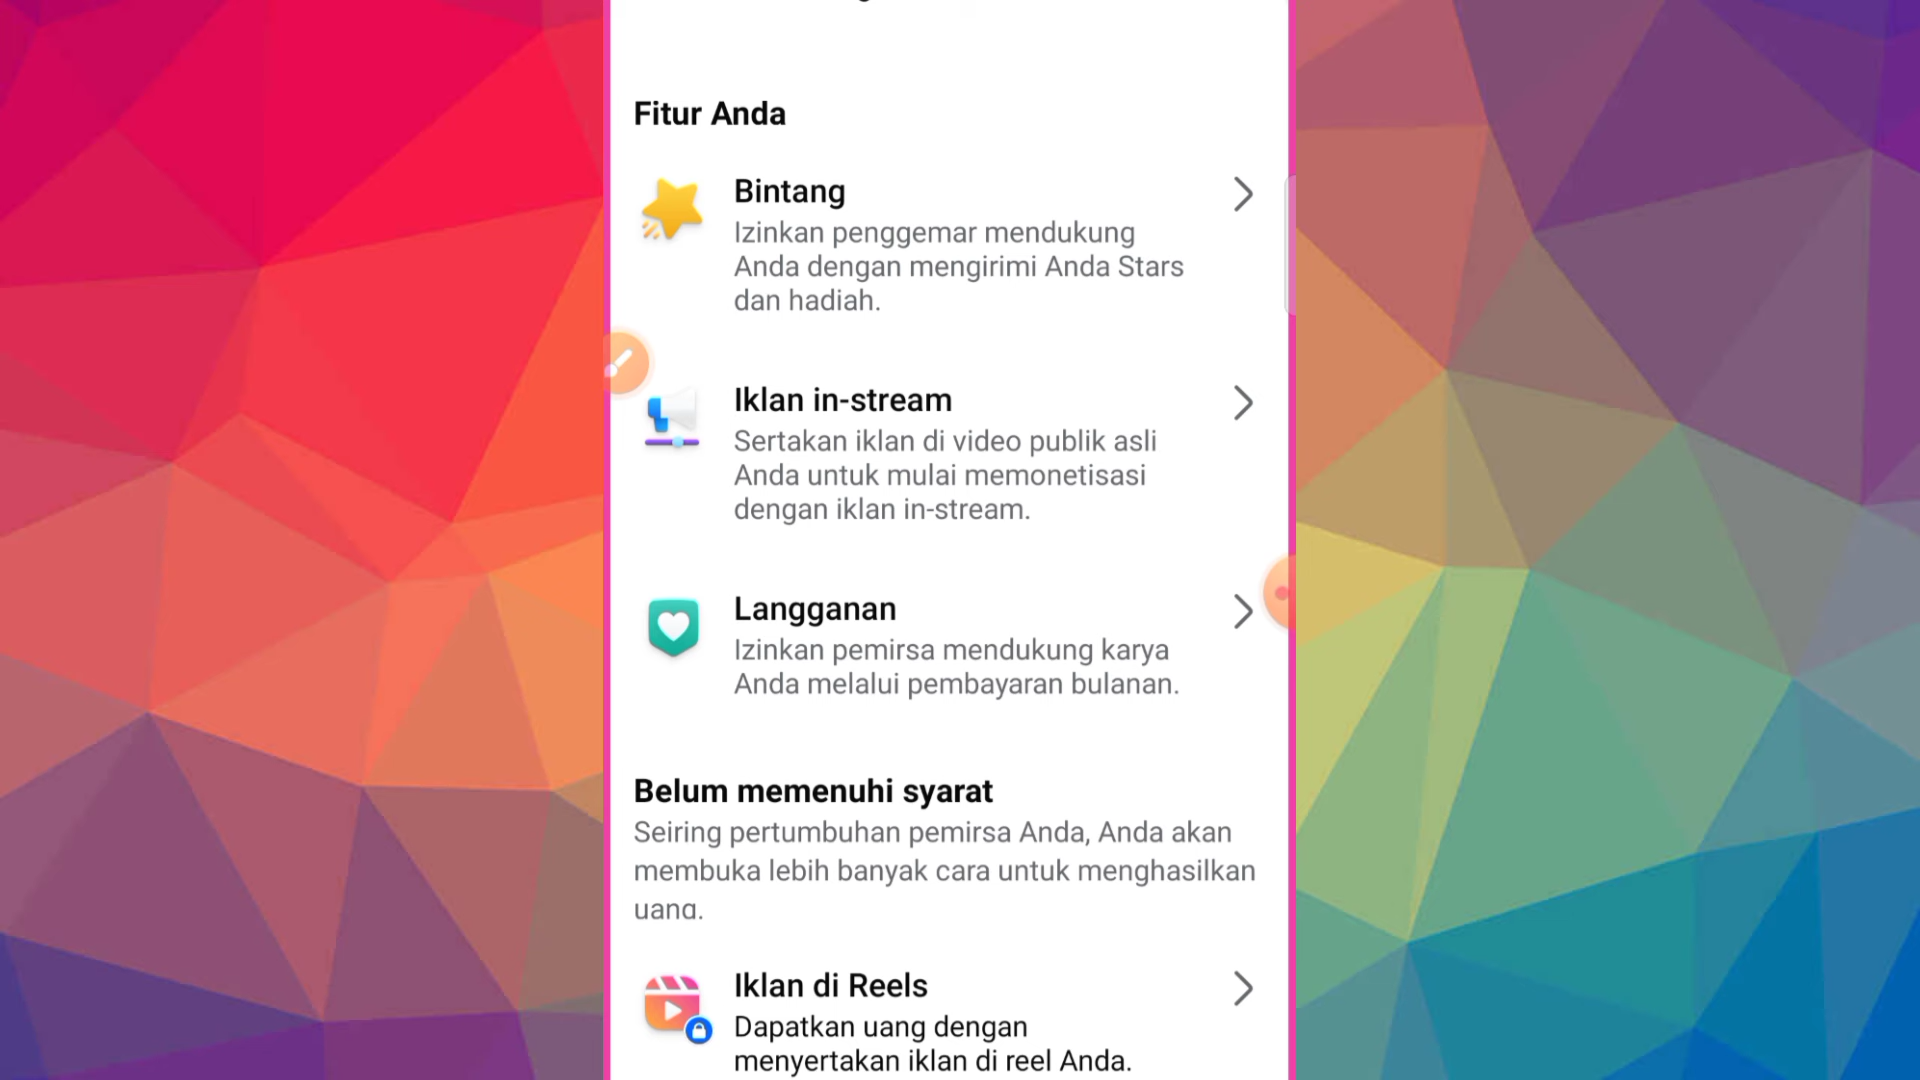 Fitur Anda
Bintang
Izinkan penggemar mendukung
Anda dengan mengirimi Anda Stars
dan hadiah.
Iklan in-stream
Sertakan iklan di video publik asli
Anda untuk mulai memonetisasi
dengan iklan in-stream.
Langganan
Izinkan pemirsa mendukung karya
Anda melalui pembayaran bulanan.
Belum memenuhi syarat
Seiring pertumbuhan pemirsa Anda, Anda akan
membuka lebih banyak cara untuk menghasilkan
uang.
Iklan di Reels
Dapatkan uang dengan
menyertakan iklan di reel Anda.